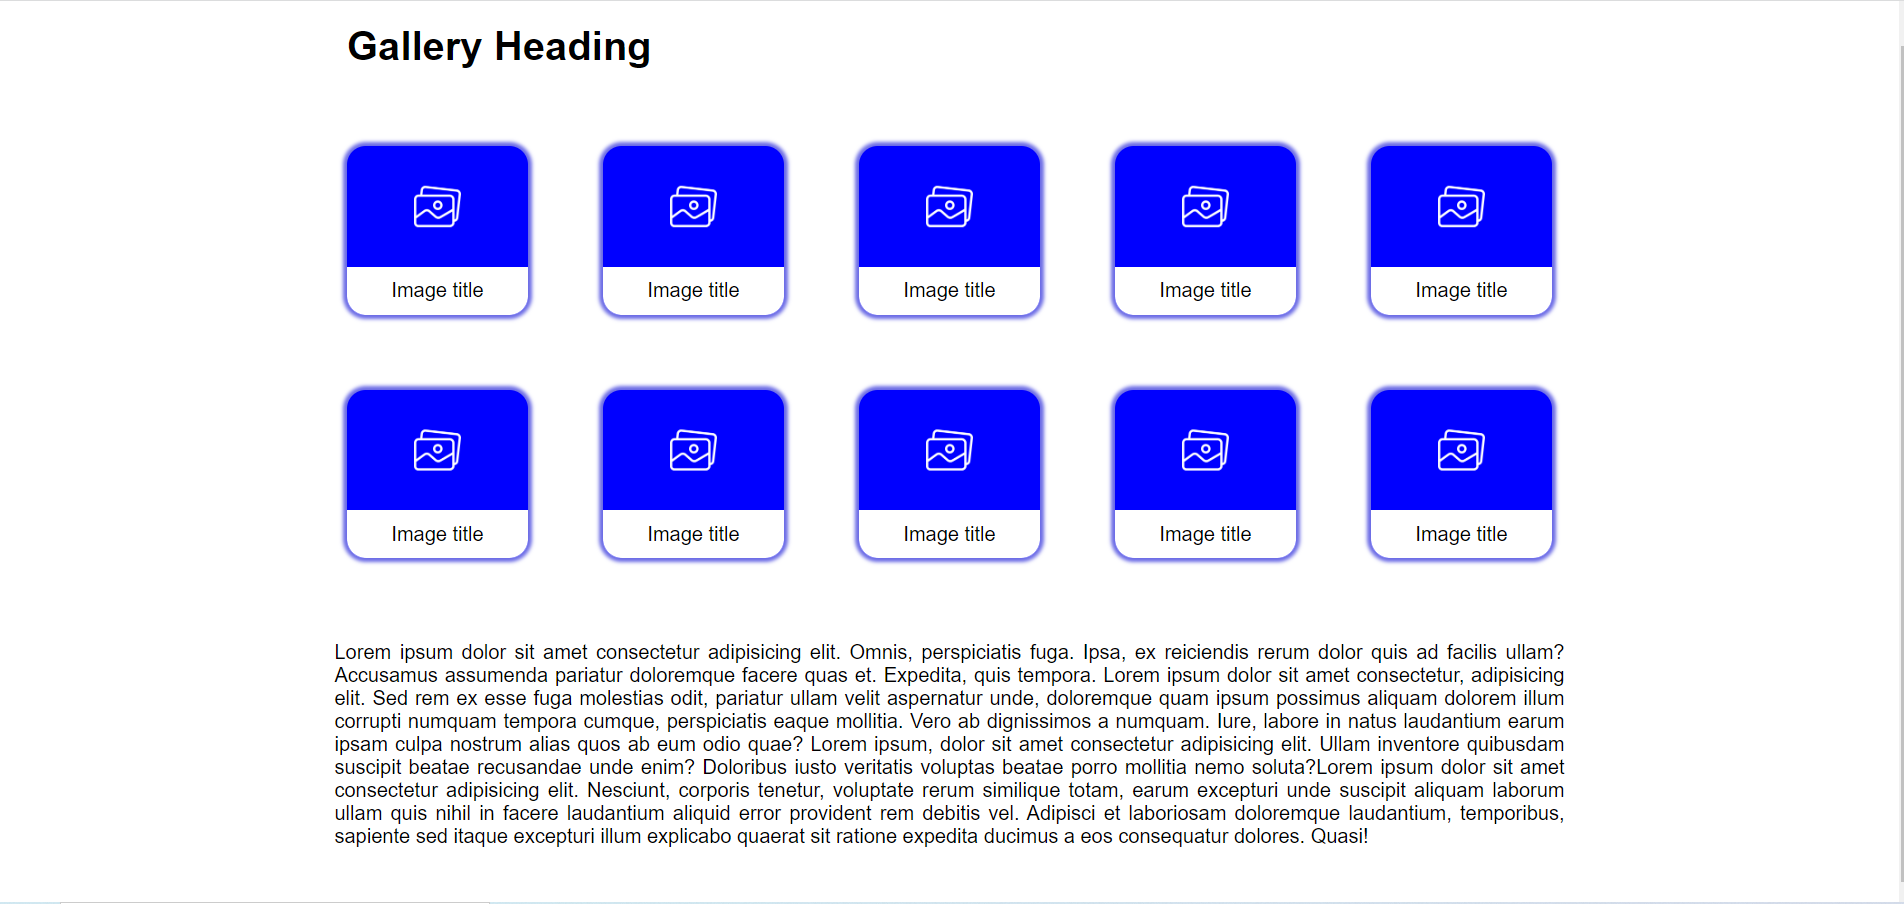 Gallery Heading
Image title Image title Image title Image title Image title
Image title Image title Image title Image title Image title
Lorem ipsum dolor sit amet consectetur adipisicing elit. Omnis, perspiciatis fuga. Ipsa, ex reiciendis rerum dolor quis ad facilis ullam?
Accusamus assumenda pariatur doloremque facere quas et. Expedita, quis tempora. Lorem ipsum dolor sit amet consectetur, adipisicing
elit. Sed rem ex esse fuga molestias odit, pariatur ullam velit aspernatur unde, doloremque quam ipsum possimus aliquam dolorem illum
corrupti numquam tempora cumque, perspiciatis eaque mollitia. Vero ab dignissimos a numquam. Iure, labore in natus laudantium earum
ipsam culpa nostrum alias quos ab eum odio quae? Lorem ipsum, dolor sit amet consectetur adipisicing elit. Ullam inventore quibusdam
suscipit beatae recusandae unde enim? Doloribus iusto veritatis voluptas beatae porro mollitia nemo soluta?Lorem ipsum dolor sit amet
consectetur adipisicing elit. Nesciunt, corporis tenetur, voluptate rerum similique totam, earum excepturi unde suscipit aliquam laborum
ullam quis nihil in facere laudantium aliquid error provident rem debitis vel. Adipisci et laboriosam doloremque laudantium, temporibus,
sapiente sed itaque excepturi illum explicabo quaerat sit ratione expedita ducimus a eos consequatur dolores. Quasi!